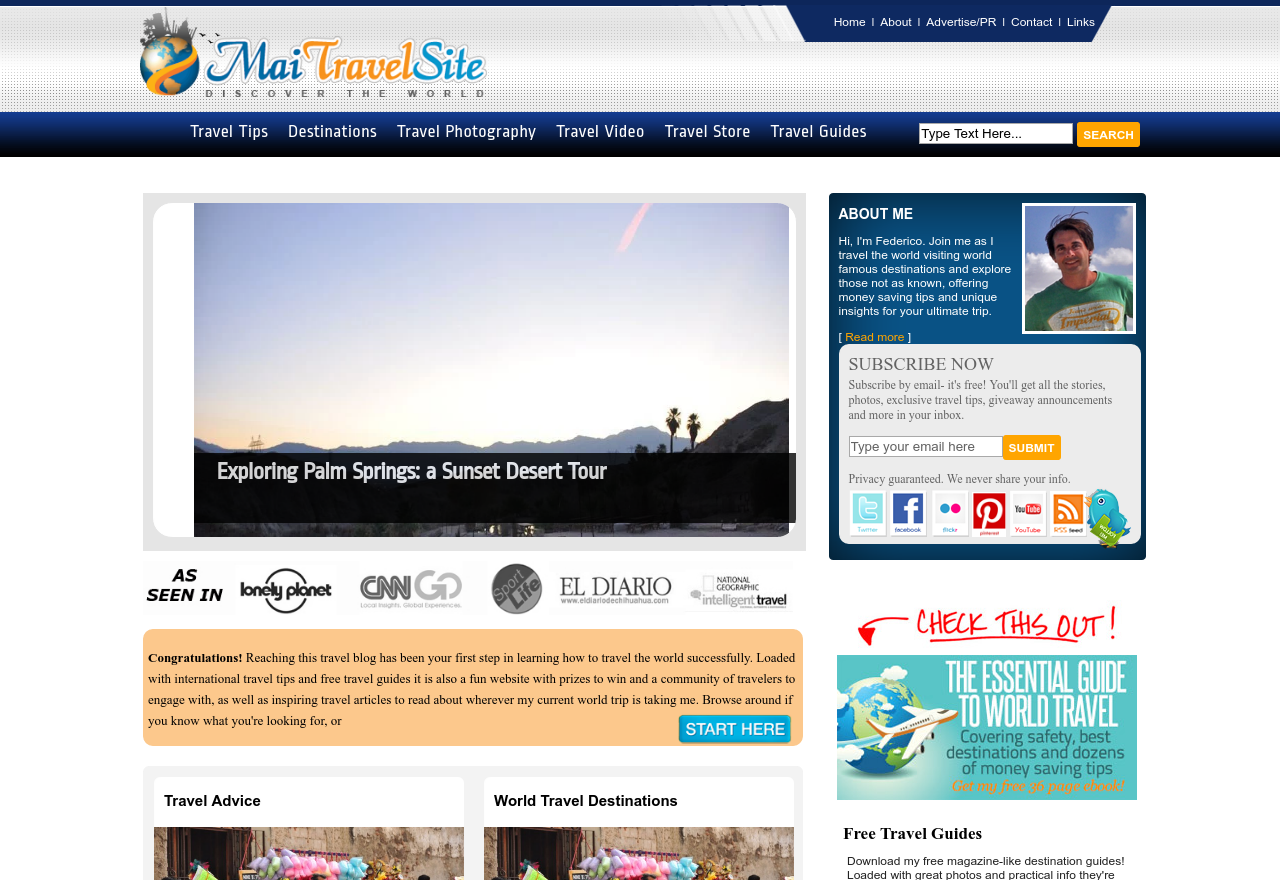 Home | About | Advertise/PR | Contact | Links
Mai Travel Site
DISCOVER THE WORLD
Travel Tips Destinations Travel Photography Travel Video Travel Store Travel Guides
Type Text Here... SEARCH
Exploring Palm Springs: a Sunset Desert Tour
ABOUT ME
Hi, I'm Federico. Join me as I
travel the world visiting world
famous destinations and explore
those not as known, offering
money saving tips and unique
insights for your ultimate trip.
[ Read more ]
Imperial
SUBSCRIBE NOW
Subscribe by email- it's free! You'll get all the stories,
photos, exclusive travel tips, giveaway announcements
and more in your inbox.
Type your email here SUBMIT
Privacy guaranteed. We never share your info.
Twitter facebook flickr pinterest YouTube RSS feed
AS
SEEN IN
lonely planet
CNN GO
Local Insights. Global Experiences.
Sport Life
EL DIARIO
www.eldiariodechihuahua.com
NATIONAL
GEOGRAPHIC
intelligent travel
Congratulations! Reaching this travel blog has been your first step in learning how to travel the world successfully. Loaded
with international travel tips and free travel guides it is also a fun website with prizes to win and a community of travelers to
engage with, as well as inspiring travel articles to read about wherever my current world trip is taking me. Browse around if
you know what you're looking for, or
START HERE
CHECK THIS OUT!
THE ESSENTIAL GUIDE
TO WORLD TRAVEL
Covering safety, best
destinations and dozens
of money saving tips
Get my free 36 page ebook!
Travel Advice
World Travel Destinations
Free Travel Guides
Download my free magazine-like destination guides!
Loaded with great photos and practical info they're